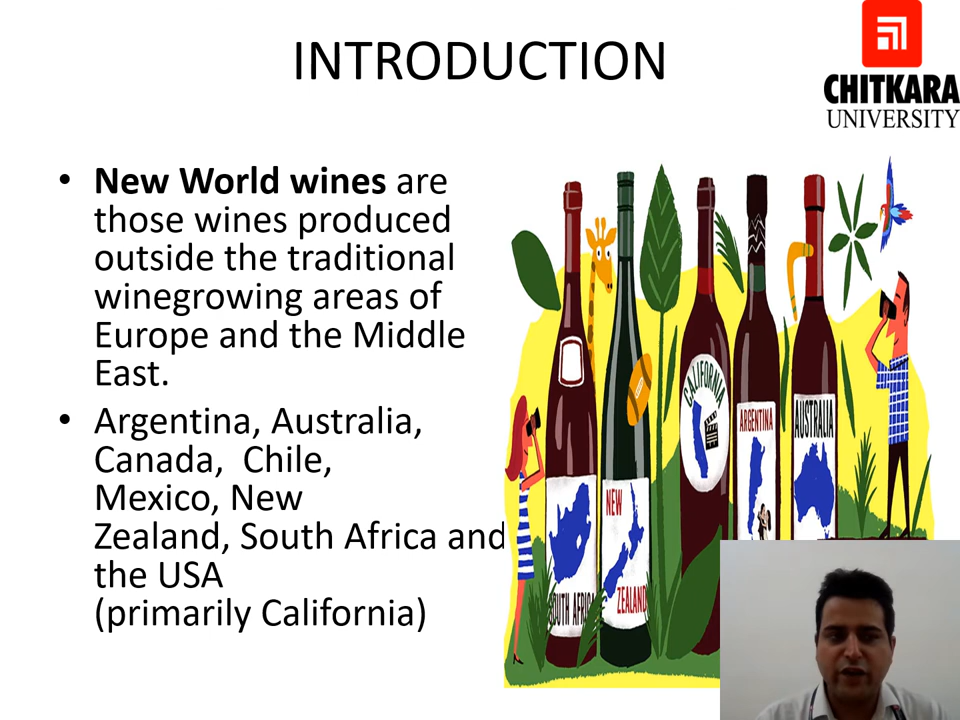 INTRODUCTION
CHITKARA
UNIVERSITY
• New World wines are
those wines produced
outside the traditional
winegrowing areas of
Europe and the Middle
East.
• Argentina, Australia,
Canada, Chile,
Mexico, New
Zealand, South Africa and
the USA
(primarily California)
CALIFORNIA
ARGENTINA
AUSTRALIA
NEW
ZEALAND
SOUTH AFRICA